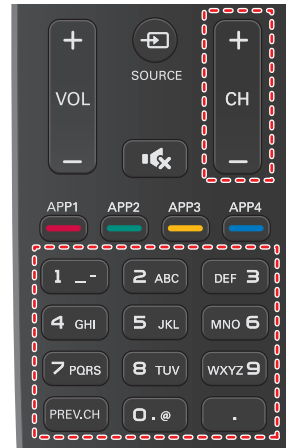 + +
SOURCE
VOL CH
– –
APP1 APP2 APP3 APP4
1 _- 2 ABC DEF 3
4 GHI 5 JKL MNO 6
7 PQRS 8 TUV WXYZ 9
PREV.CH 0.@ .